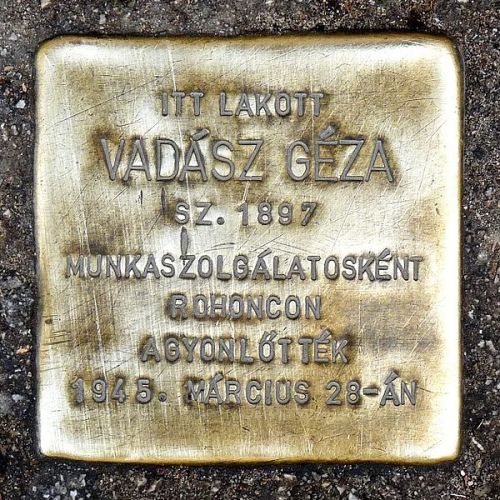 ITT LAKOTT
VADÁSZ GÉZA
SZ. 1897
MUNKASZOLGÁLATOSKÉNT
ROHONCON
AGYONLŐTTÉK
1945. MÁRCIUS 28-ÁN